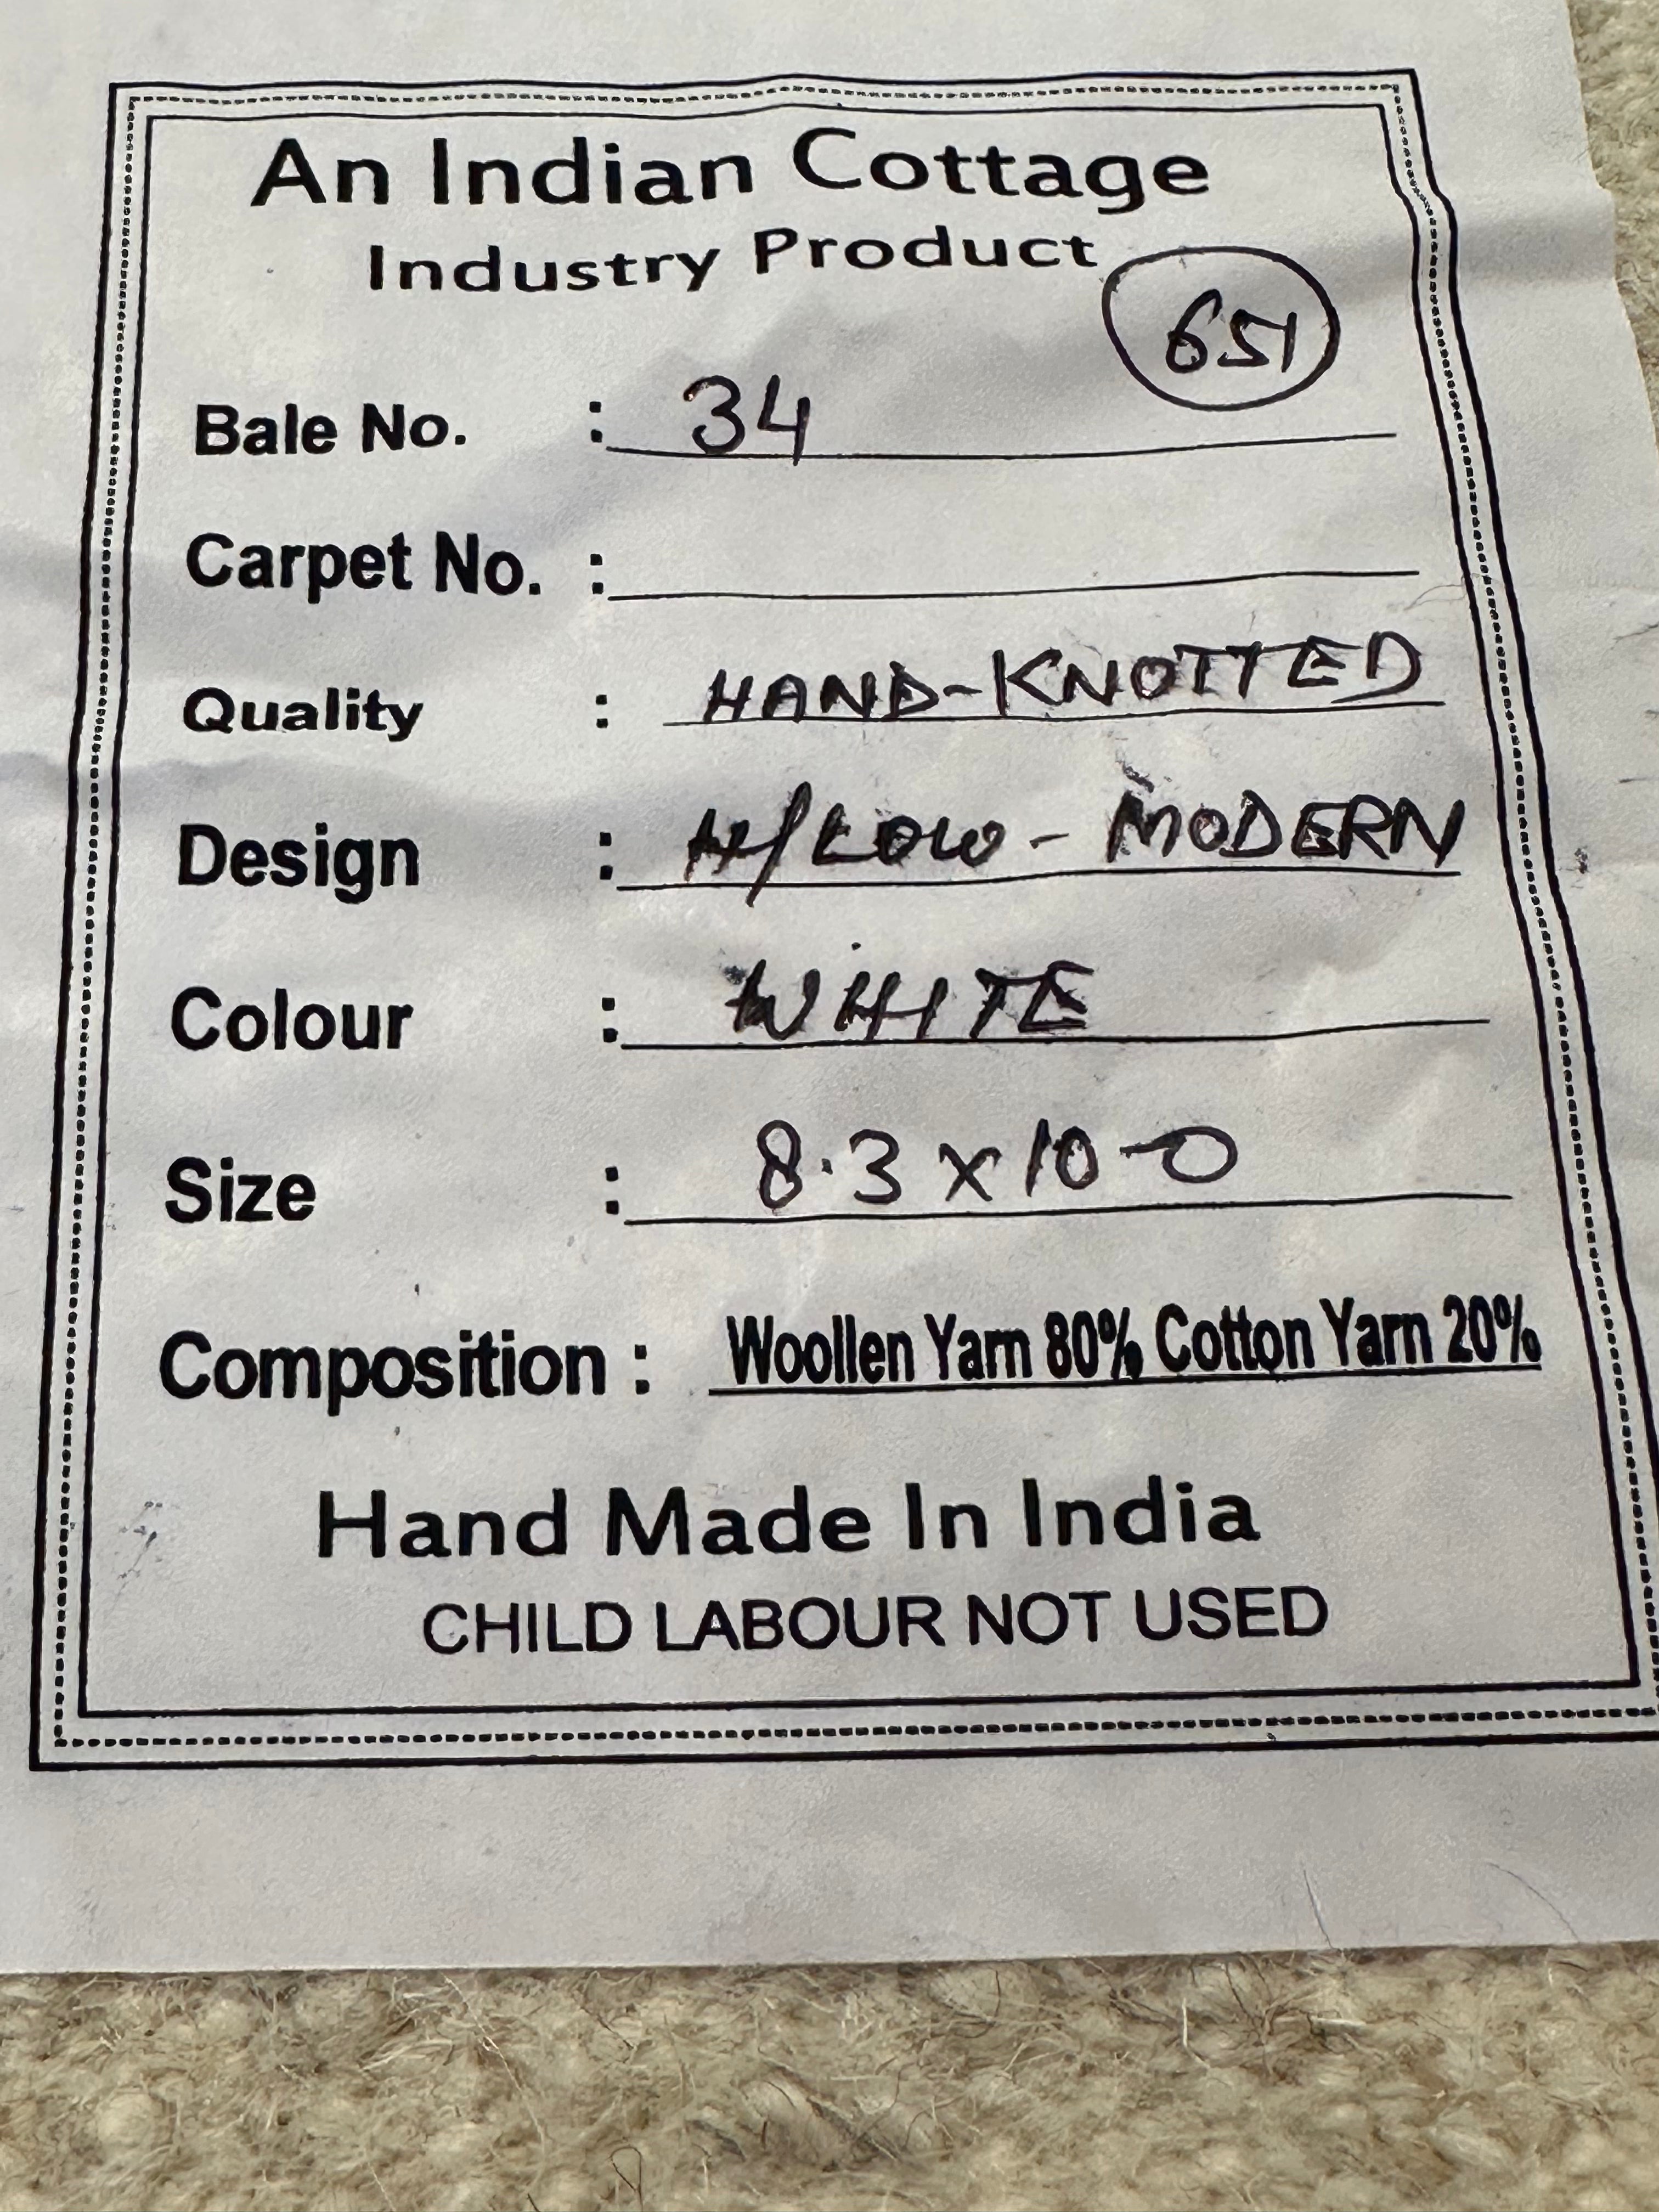 An Indian Cottage
Industry Product
651
Bale No. : 34
Carpet No. :
Quality : HAND-KNOTTED
Design : H/LOW - MODERN
Colour : WHITE
Size : 8.3 x 10-0
Composition : Woollen Yarn 80% Cotton Yarn 20%
Hand Made In India
CHILD LABOUR NOT USED